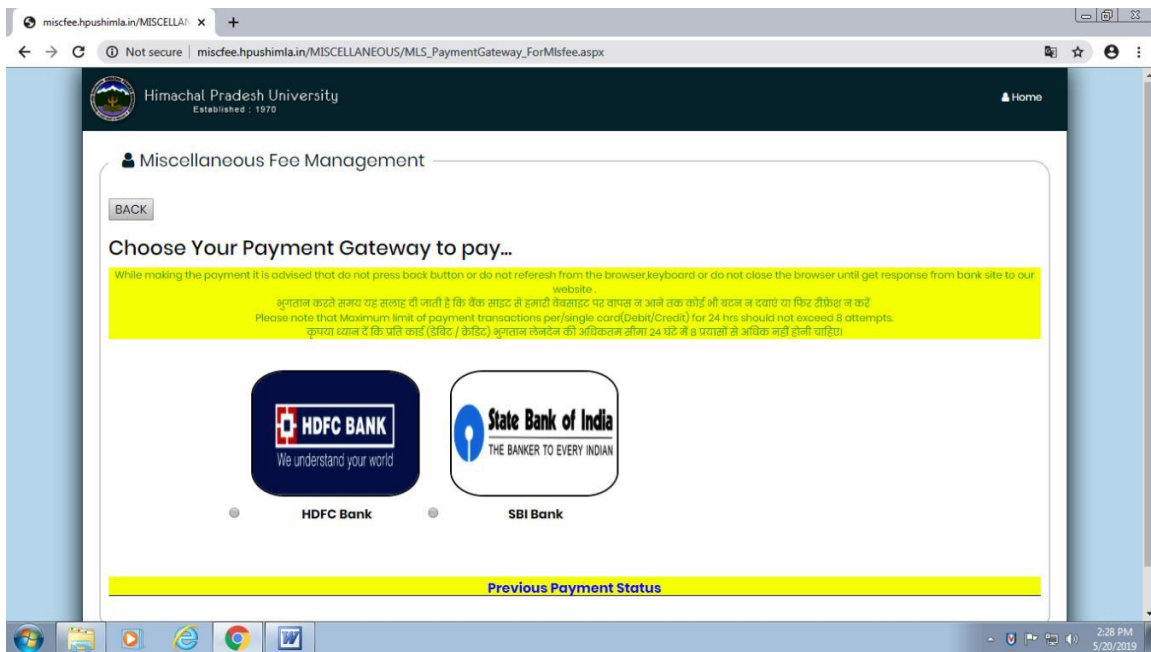 miscfee.hpushimla.in/MISCELLAN
Not secure | miscfee.hpushimla.in/MISCELLANEOUS/MLS_PaymentGateway_ForMIsfee.aspx
Himachal Pradesh University
Established : 1970
Home
Miscellaneous Fee Management
BACK
Choose Your Payment Gateway to pay...
While making the payment it is advised that do not press back button or do not referesh from the browser,keyboard or do not close the browser until get response from bank site to our
website .
भुगतान करते समय यह सलाह दी जाती है कि बैंक साइट से हमारी वेबसाइट पर वापस न आने तक कोई भी बटन न दबाएं या फिर रीफ्रेश न करें
Please note that Maximum limit of payment transactions per/single card(Debit/Credit) for 24 hrs should not exceed 8 attempts.
कृपया ध्यान दें कि प्रति कार्ड (डेबिट / क्रेडिट) भुगतान लेनदेन की अधिकतम सीमा 24 घंटे में 8 प्रयासों से अधिक नहीं होनी चाहिए।
HDFC BANK
We understand your world
State Bank of India
THE BANKER TO EVERY INDIAN
HDFC Bank
SBI Bank
Previous Payment Status
2:28 PM
5/20/2019